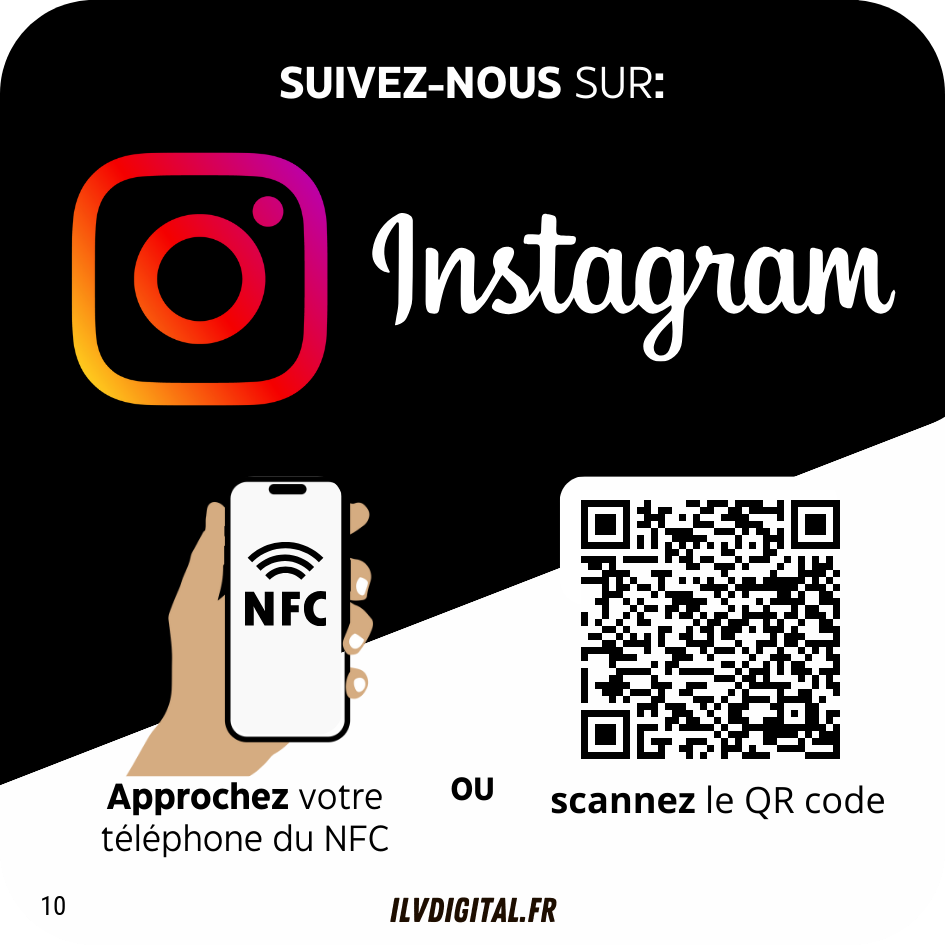 SUIVEZ-NOUS SUR:
Instagram
NFC
Approchez votre
téléphone du NFC
OU
scannez le QR code
10
ILVDIGITAL.FR